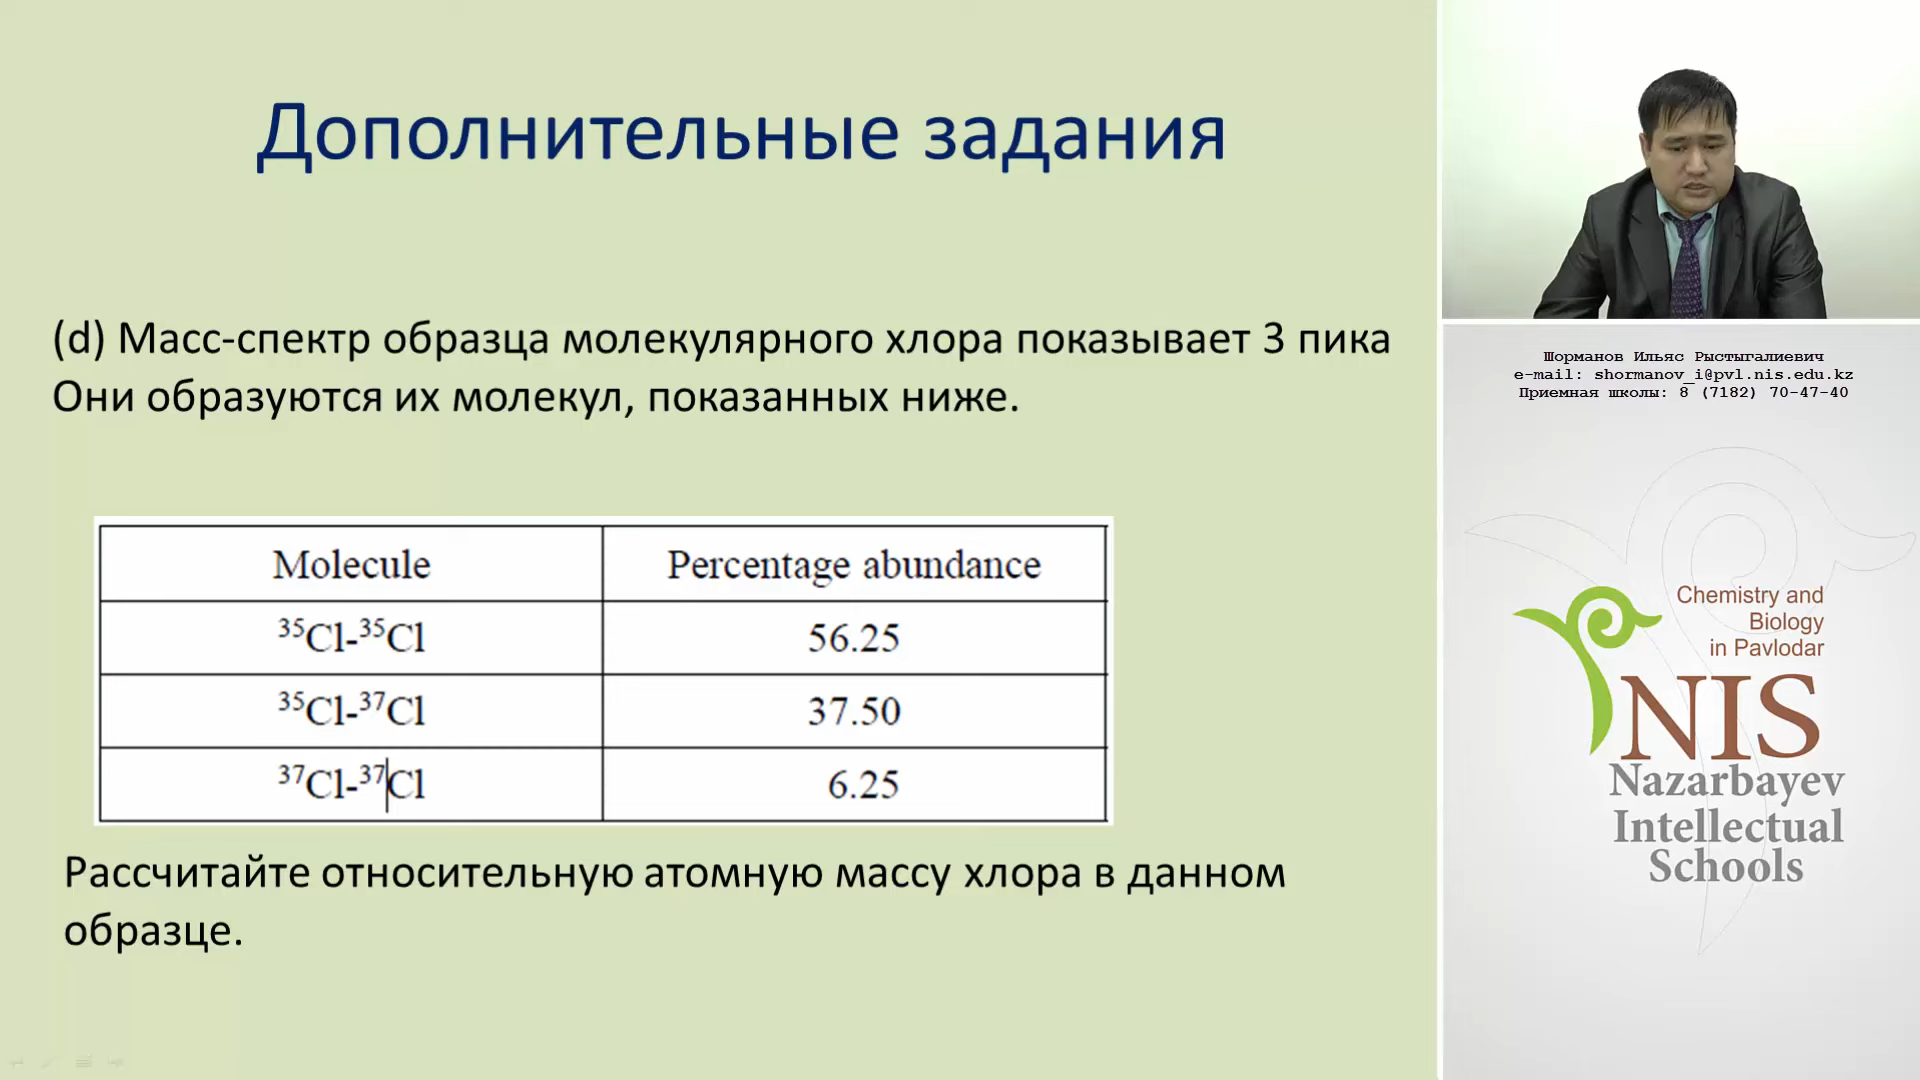 Дополнительные задания
(d) Масс-спектр образца молекулярного хлора показывает 3 пика
Они образуются их молекул, показанных ниже.
Molecule Percentage abundance
³⁵Cl-³⁵Cl 56.25
³⁵Cl-³⁷Cl 37.50
³⁷Cl-³⁷Cl 6.25
Рассчитайте относительную атомную массу хлора в данном
образце.
Шорманов Ильяс Рыстыгалиевич
e-mail: shormanov_i@pvl.nis.edu.kz
Приемная школы: 8 (7182) 70-47-40
Chemistry and
Biology
in Pavlodar
NIS
Nazarbayev
Intellectual
Schools